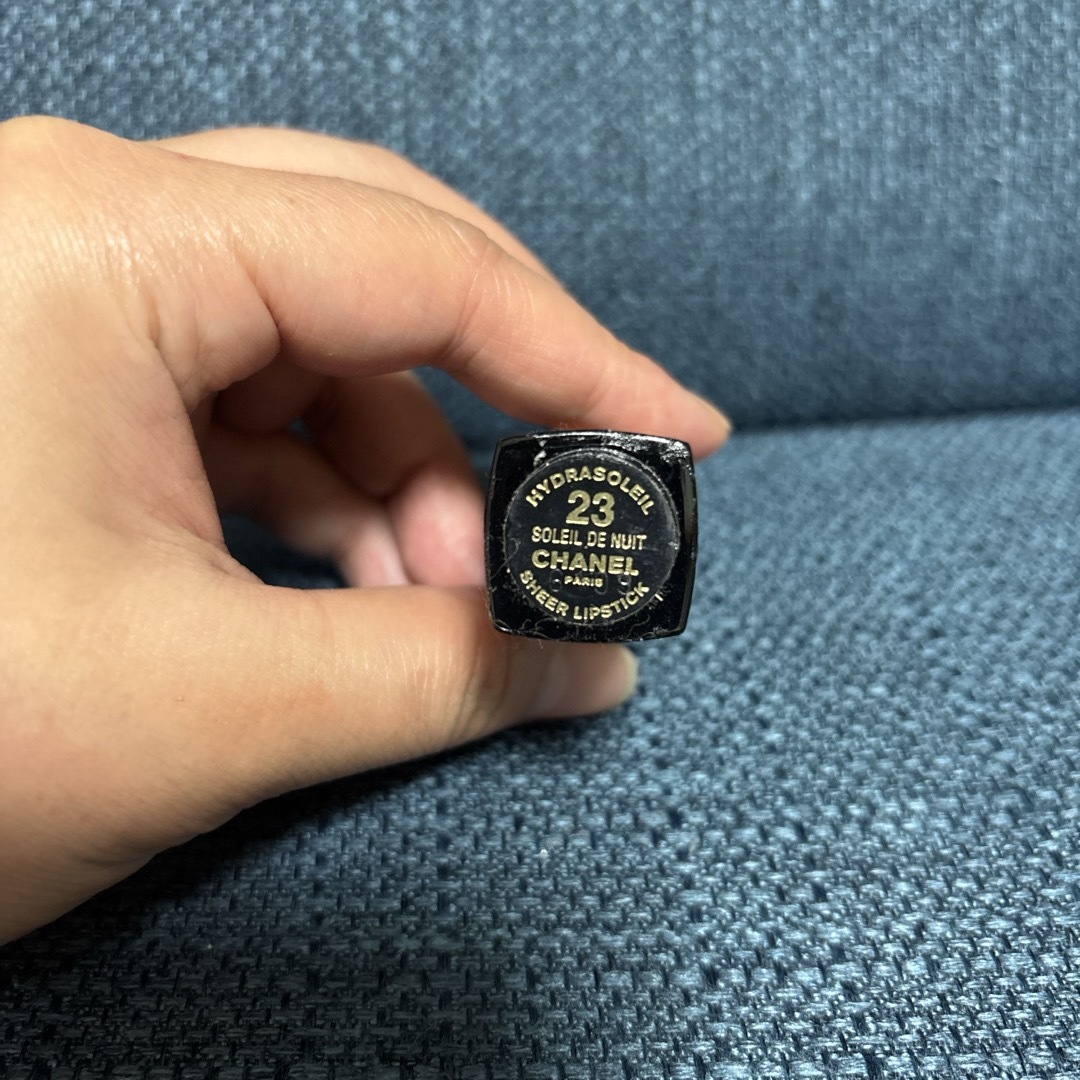 HYDRASOLEIL
23
SOLEIL DE NUIT
CHANEL
PARIS
SHEER LIPSTICK